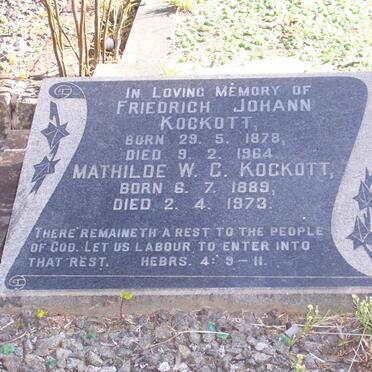 IN LOVING MEMORY OF
FRIEDRICH JOHANN
KOCKOTT,
BORN 29. 5. 1878,
DIED 9. 2. 1964.
MATHILDE W. C. KOCKOTT,
BORN 6. 7. 1889,
DIED 2. 4. 1973.
THERE REMAINETH A REST TO THE PEOPLE
OF GOD. LET US LABOUR TO ENTER INTO
THAT REST. HEBRS. 4: 9-11.